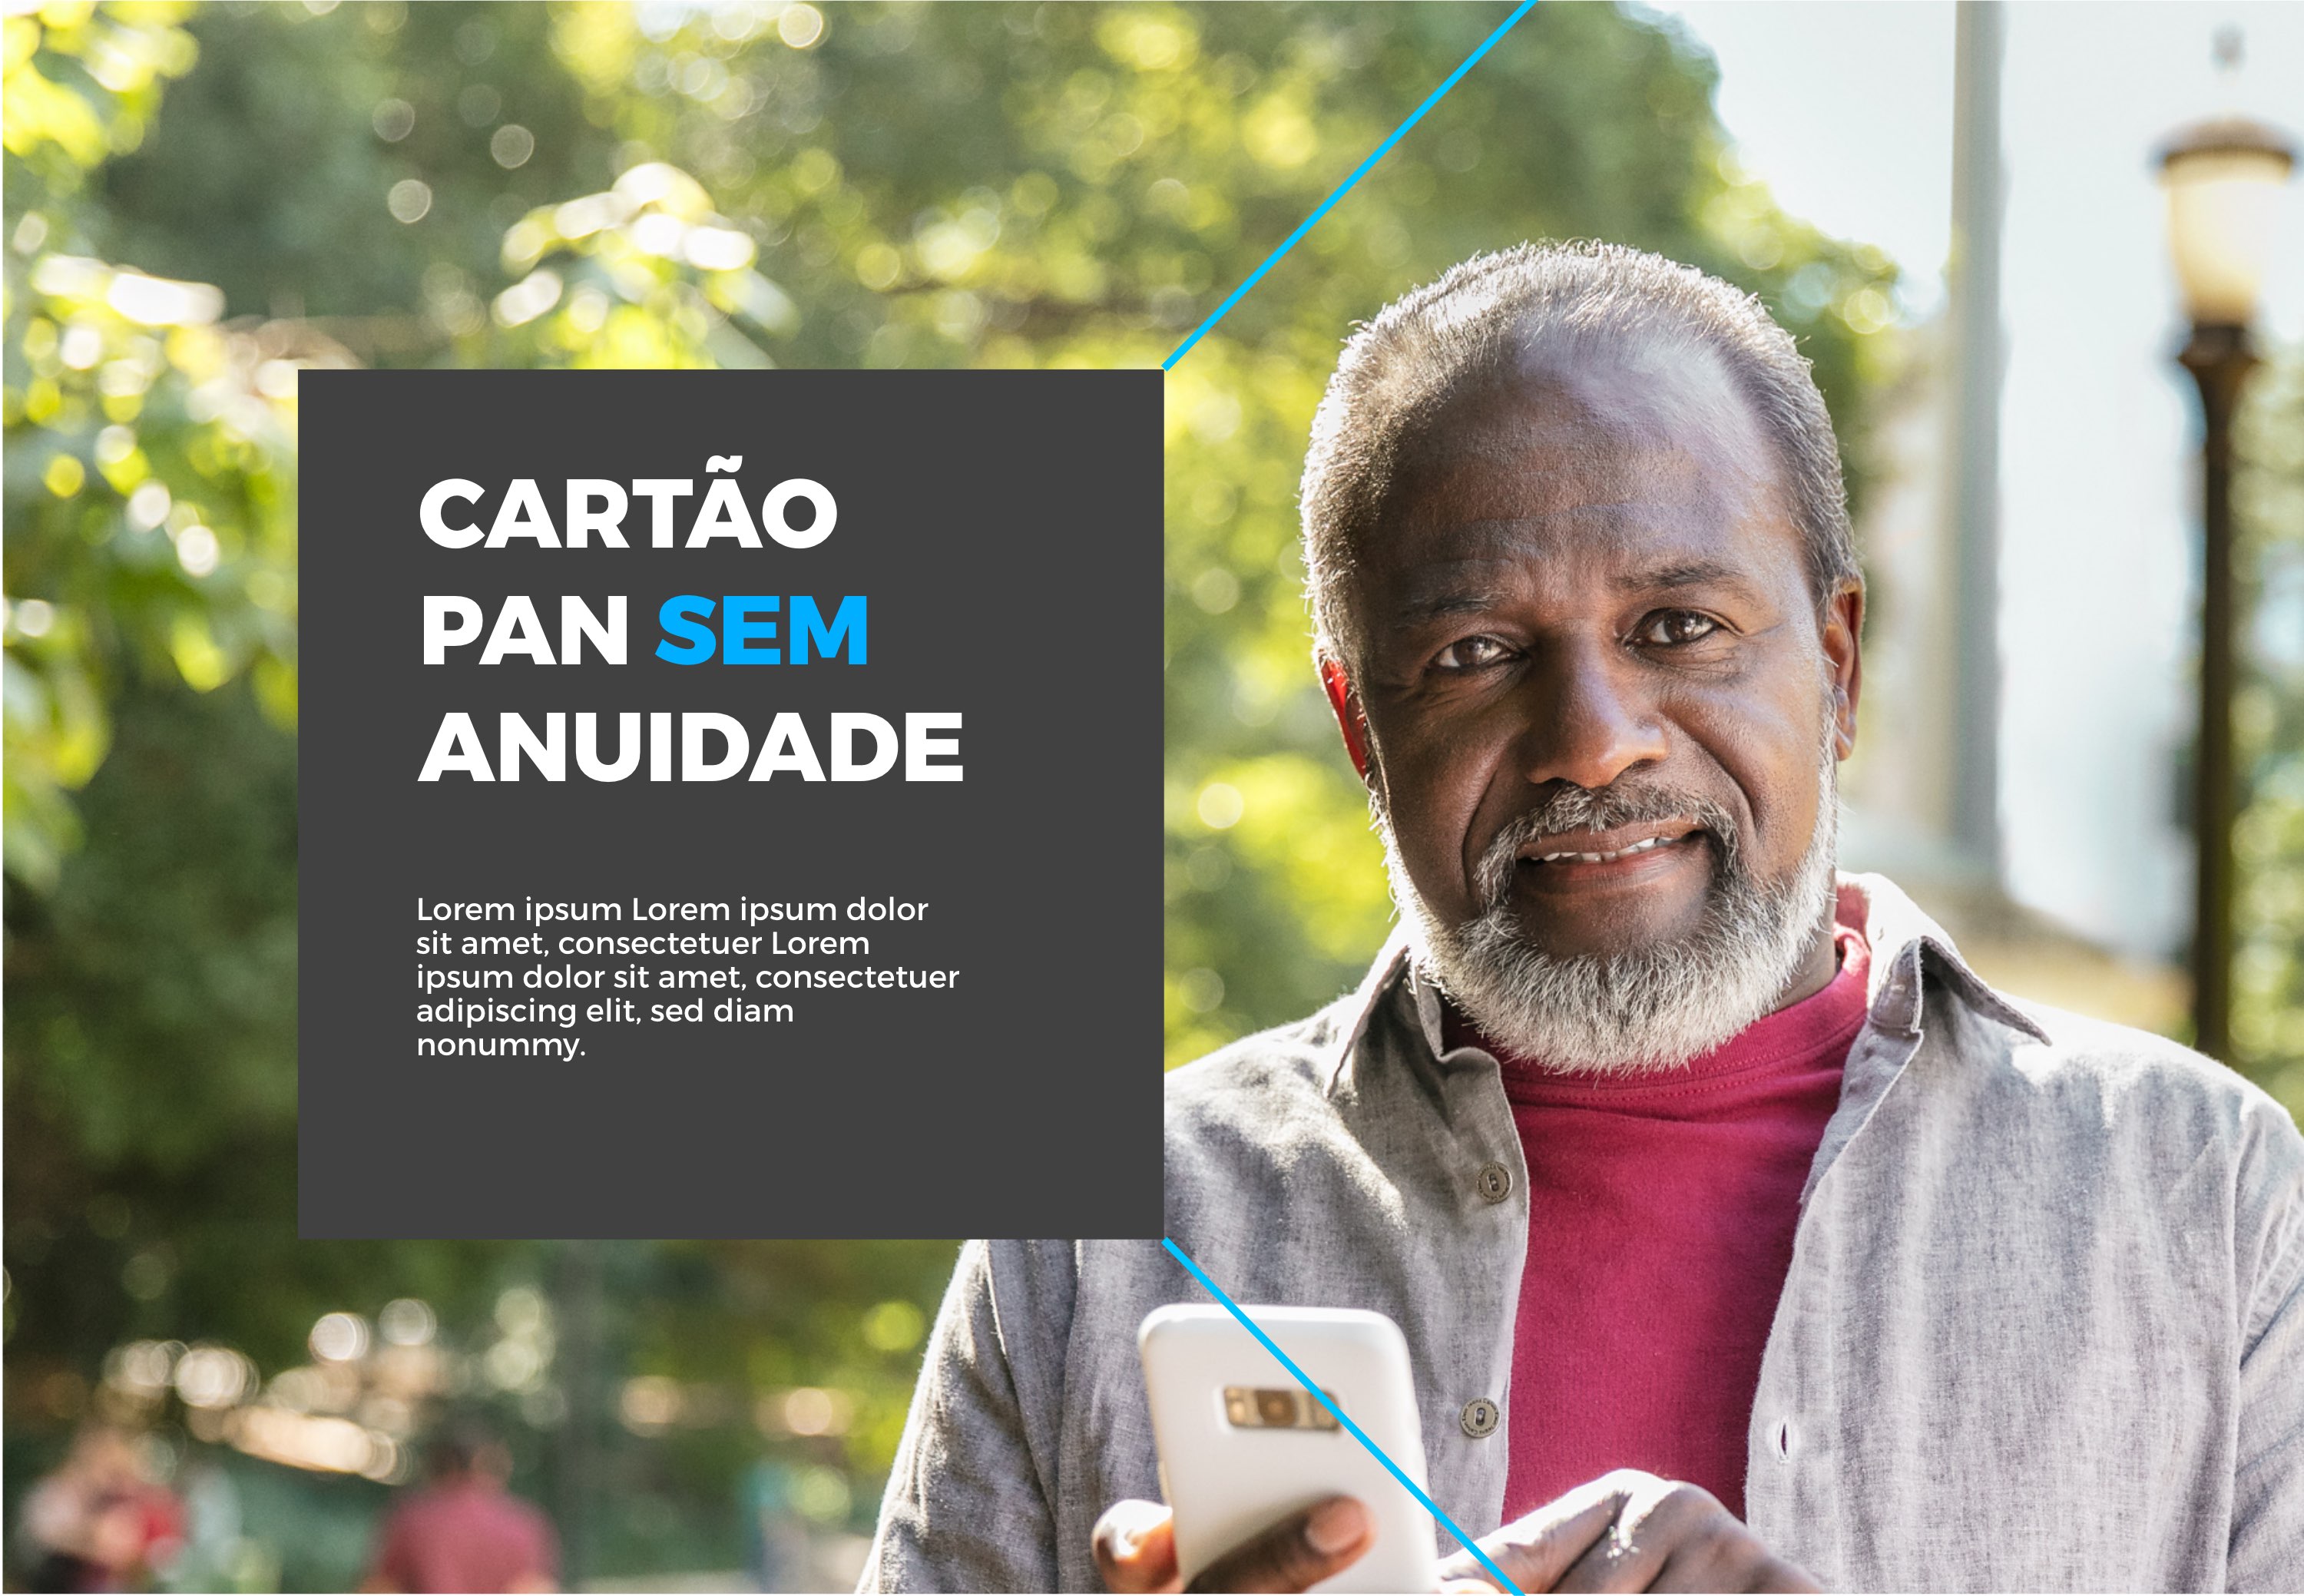 CARTÃO
PAN SEM
ANUIDADE
Lorem ipsum Lorem ipsum dolor
sit amet, consectetuer Lorem
ipsum dolor sit amet, consectetuer
adipiscing elit, sed diam
nonummy.